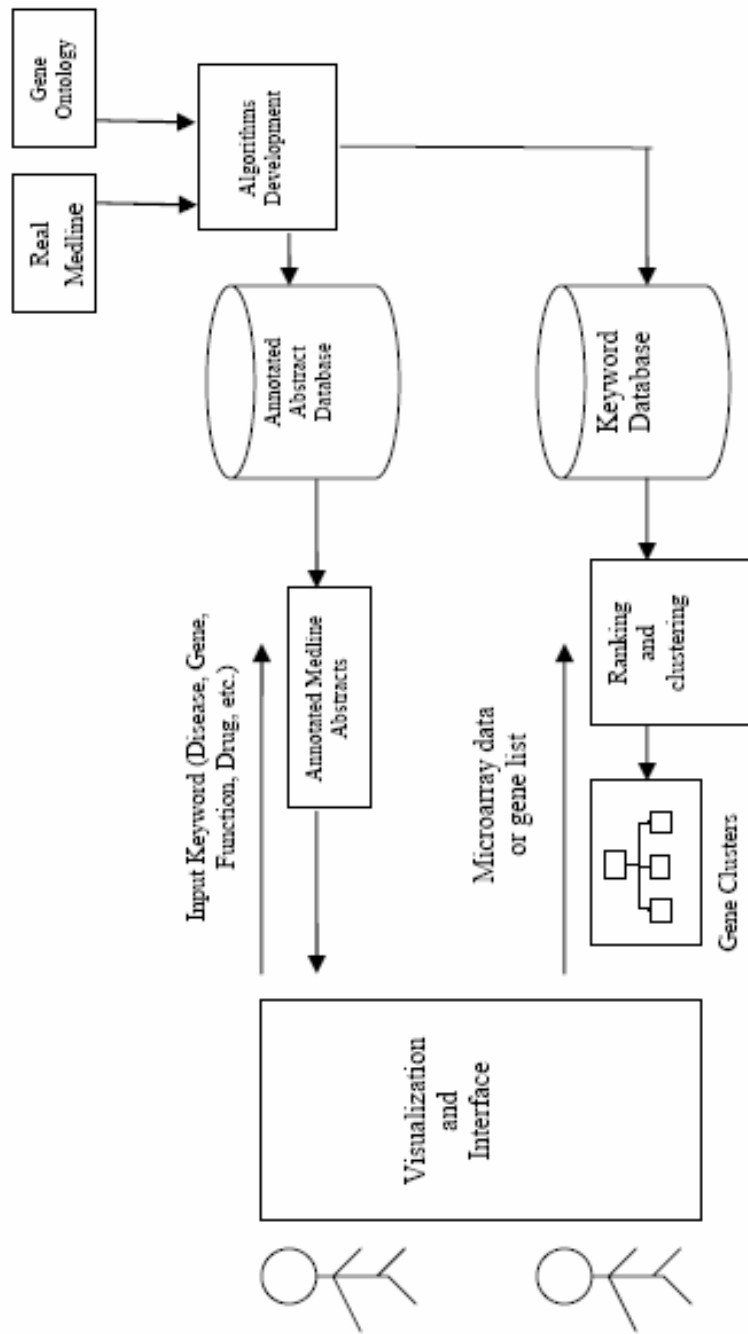 Gene
Ontology
Real
Medline
Algorithms
Development
Annotated
Abstract
Database
Keyword
Database
Input Keyword (Disease, Gene,
Function, Drug, etc.)
Annotated Medline
Abstracts
Microarray data
or gene list
Ranking
and
clustering
Gene Clusters
Visualization
and
Interface